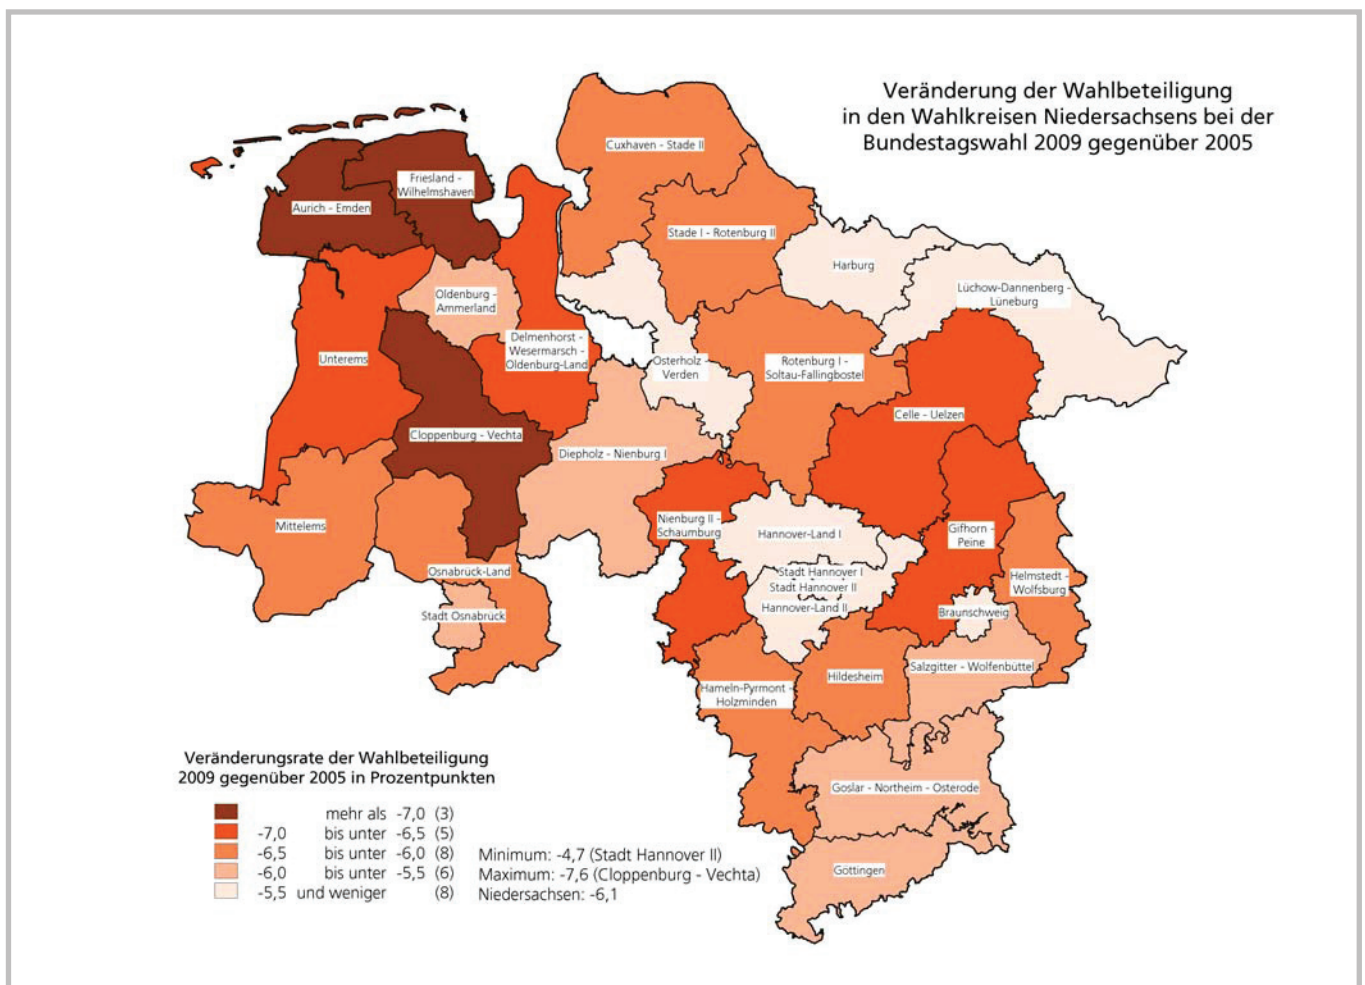 Veränderung der Wahlbeteiligung
in den Wahlkreisen Niedersachsens bei der
Bundestagswahl 2009 gegenüber 2005
Cuxhaven - Stade II
Friesland -
Wilhelmshaven
Aurich - Emden
Stade I - Rotenburg II
Harburg
Lüchow-Dannenberg -
Lüneburg
Oldenburg -
Ammerland
Delmenhorst -
Wesermarsch -
Oldenburg-Land
Unterems
Osterholz -
Verden
Rotenburg I -
Soltau-Fallingbostel
Celle - Uelzen
Cloppenburg - Vechta
Diepholz - Nienburg I
Mittelems
Nienburg II -
Schaumburg
Hannover-Land I
Gifhorn -
Peine
Osnabrück-Land
Stadt Hannover I
Stadt Hannover II
Hannover-Land II
Helmstedt -
Wolfsburg
Stadt Osnabrück
Braunschweig
Salzgitter - Wolfenbüttel
Hildesheim
Hameln-Pyrmont -
Holzminden
Goslar - Northeim - Osterode
Göttingen
Veränderungsrate der Wahlbeteiligung
2009 gegenüber 2005 in Prozentpunkten
mehr als -7,0 (3)
-7,0 bis unter -6,5 (5)
-6,5 bis unter -6,0 (8)
-6,0 bis unter -5,5 (6)
-5,5 und weniger (8)
Minimum: -4,7 (Stadt Hannover II)
Maximum: -7,6 (Cloppenburg - Vechta)
Niedersachsen: -6,1